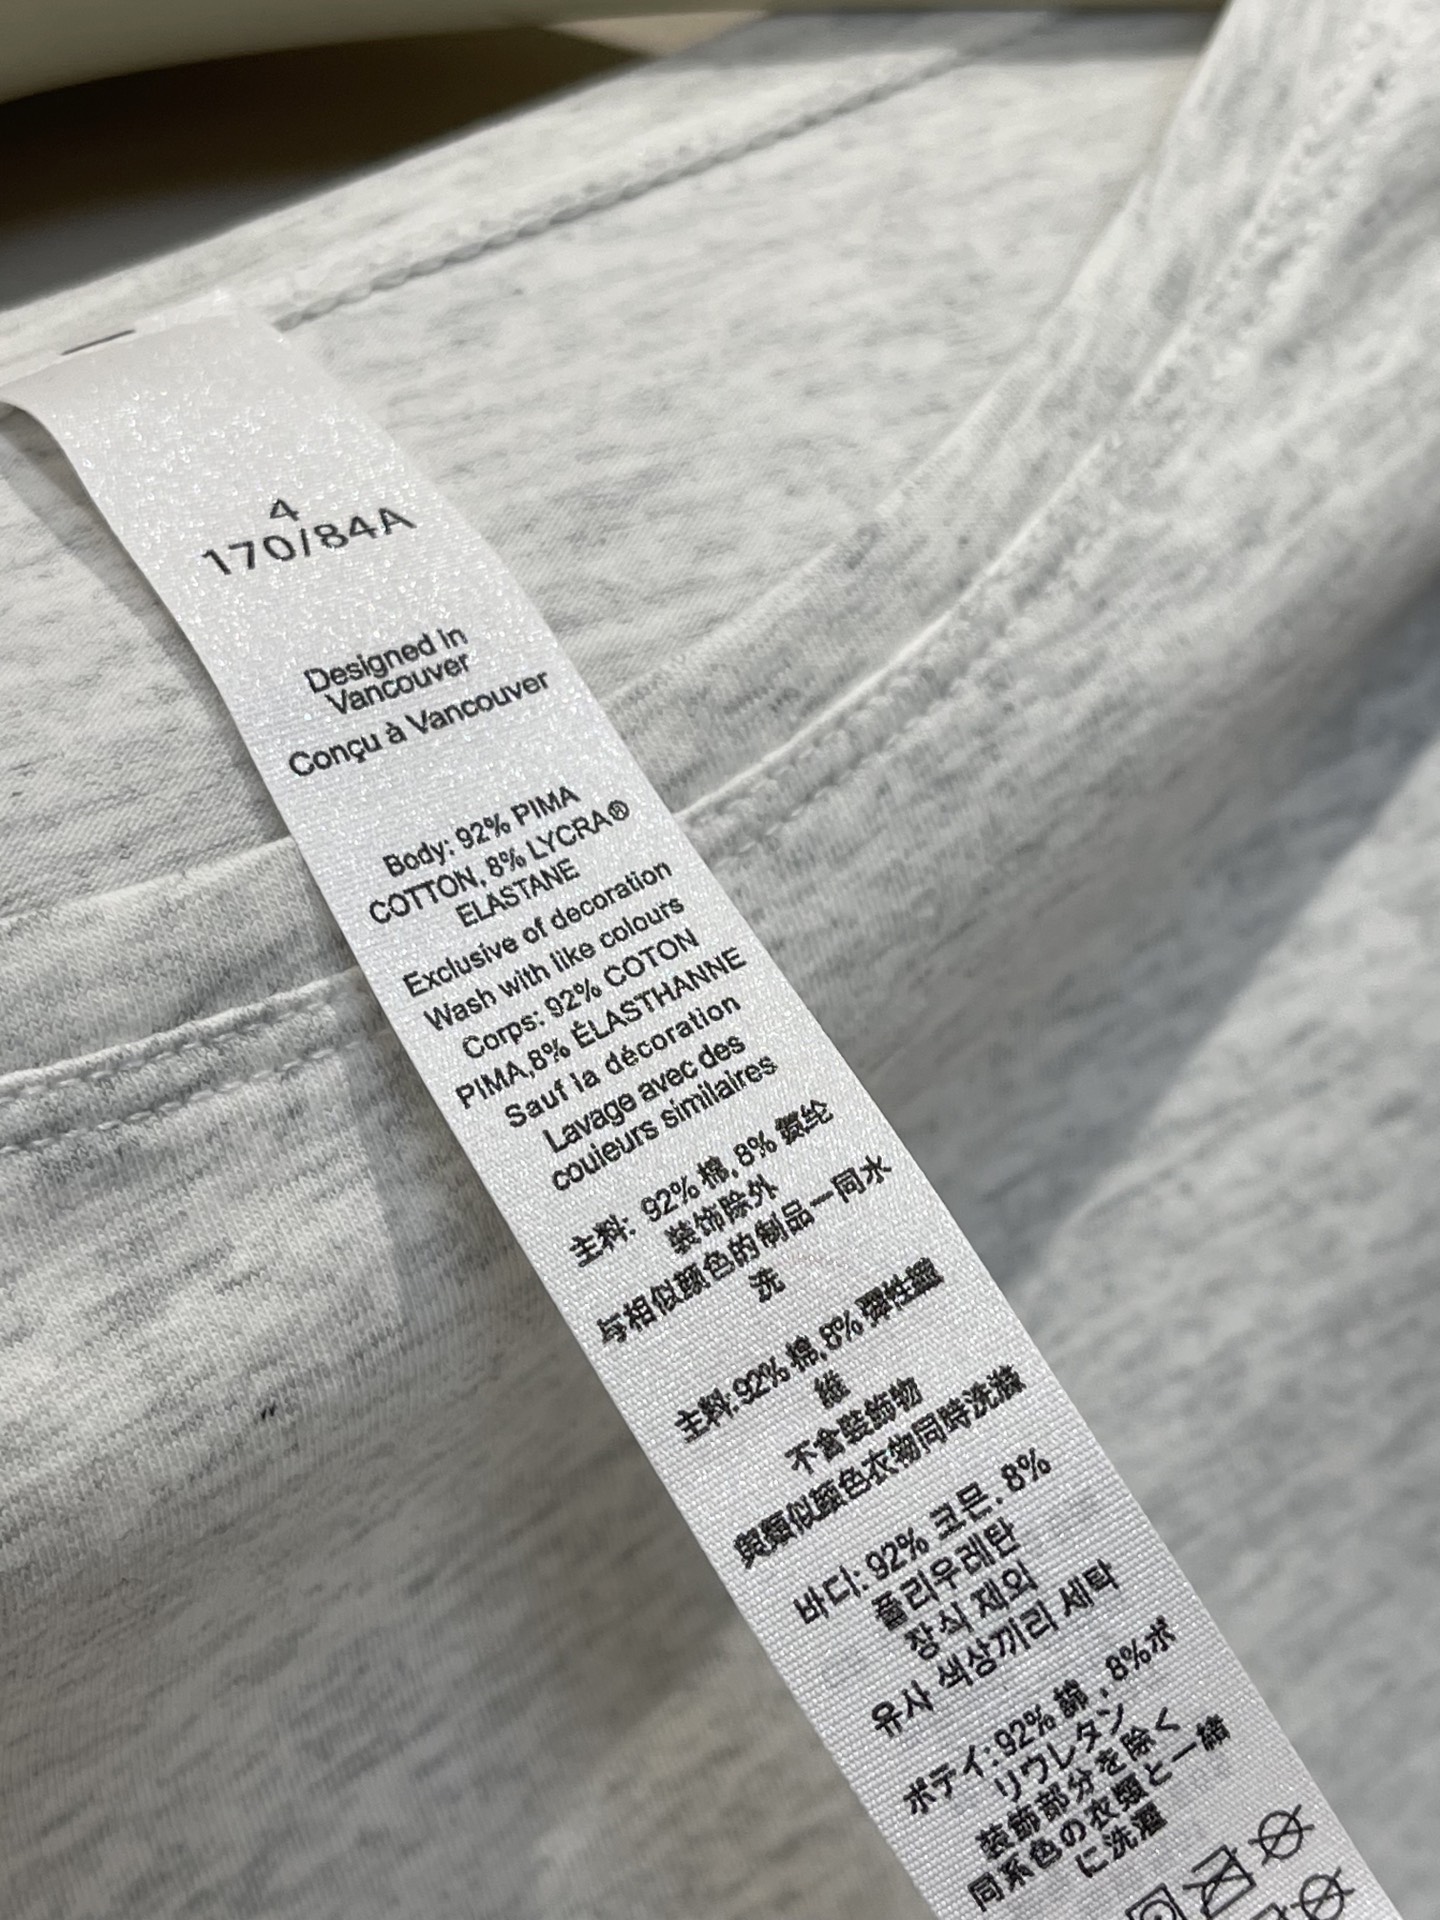 4
170/84A
Designed in
Vancouver
Conçu à Vancouver
Body: 92% PIMA
COTTON, 8% LYCRA®
ELASTANE
Exclusive of decoration
Wash with like colours
Corps: 92% COTON
PIMA,8% ÉLASTHANNE
Sauf la décoration
Lavage avec des
couleurs similaires
主料: 92% 棉, 8% 氨纶
装饰除外
与相似颜色的制品一同水
洗
主料:92% 棉,8% 彈性纖
維
不含裝飾物
與類似顏色衣物同時洗滌
바디: 92% 코믄. 8%
폴리우레탄
장식 제외
유사 색상끼리 세탁
ボディ: 92% 綿 , 8%ポ
リウレタン
装飾部分を除く
同系色の衣類と一緒
に洗濯